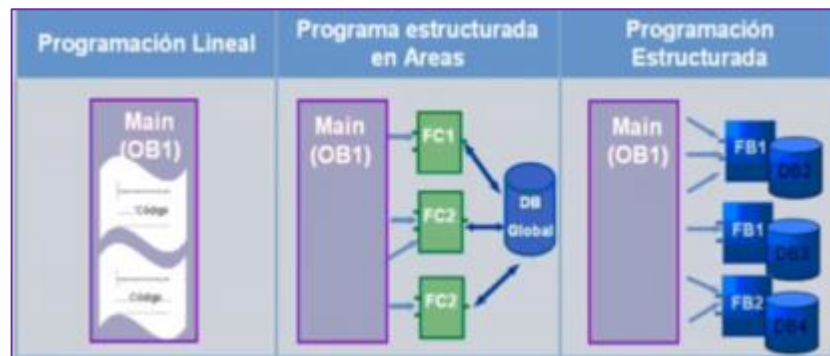 Programación Lineal
Programa estructurada
en Areas
Programación
Estructurada
Main
(OB1)
Código
Código
Main
(OB1)
FC1
FC2
FC2
DB
Global
Main
(OB1)
FB1
DB2
FB1
DB3
FB2
DB4